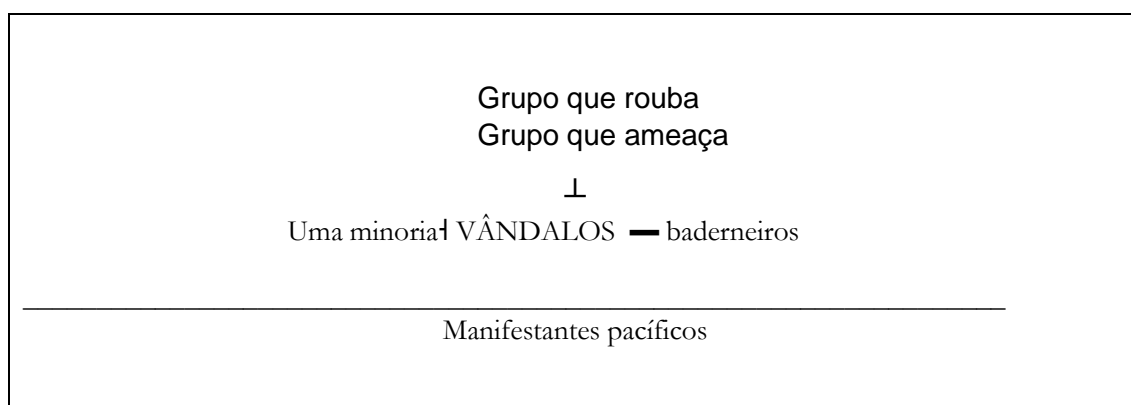 Grupo que rouba
Grupo que ameaça
⊥
Uma minoria┤ VÂNDALOS ▬ baderneiros
Manifestantes pacíficos